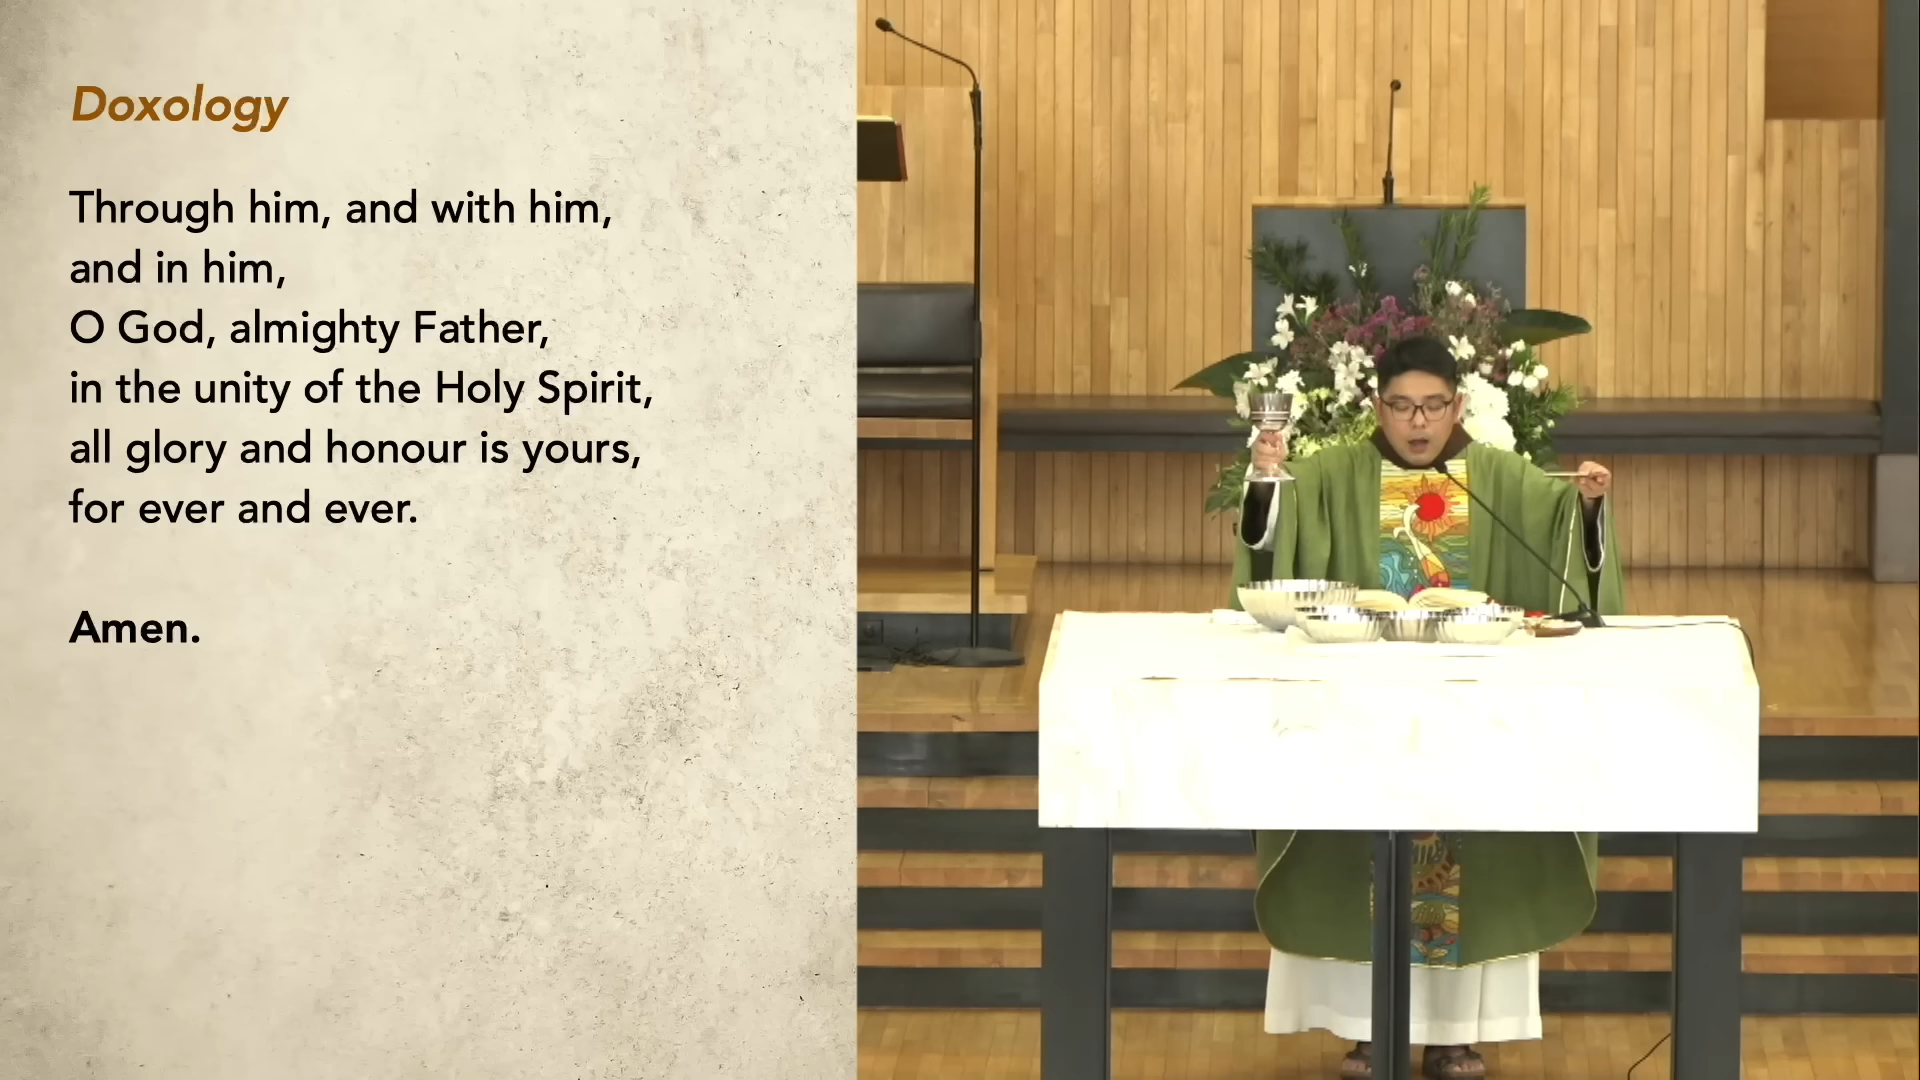 Doxology
Through him, and with him,
and in him,
O God, almighty Father,
in the unity of the Holy Spirit,
all glory and honour is yours,
for ever and ever.
Amen.